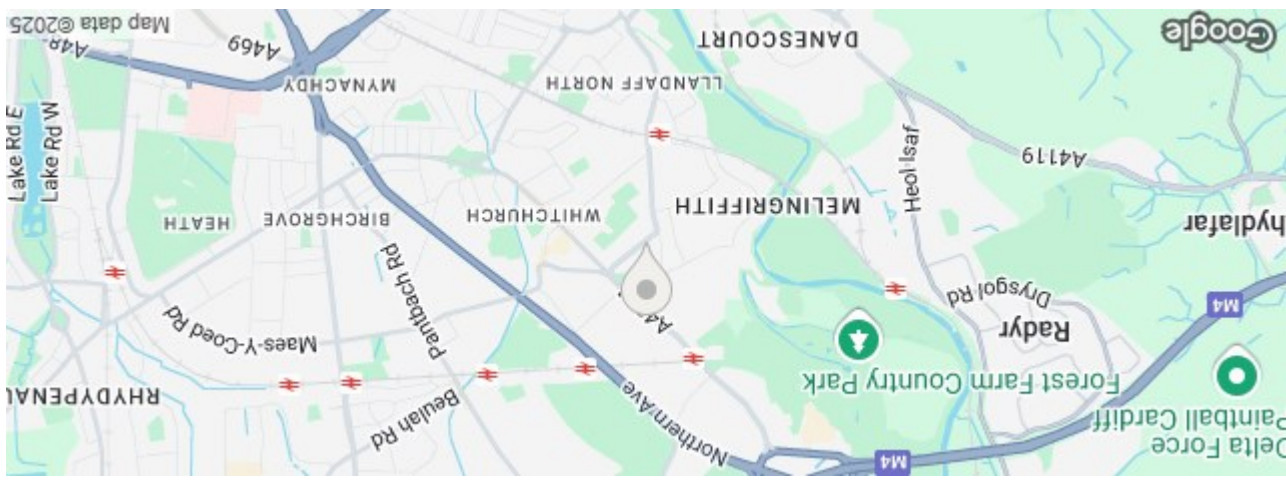 M4
Delta Force
Paintball Cardiff
Northern Ave
Forest Farm Country Park
Beulah Rd
RHYDYPENAU
Radyr
Maes-Y-Coed Rd
A4
Pantbach Rd
M4
Drysgol Rd
hydlafar
MELINGRIFFITH
WHITCHURCH
BIRCHGROVE
HEATH
Heol Isaf
Lake Rd W
Lake Rd E
A4119
LLANDAFF NORTH
MYNACHDY
DANESCOURT
A469
A48
Google
Map data ©2025